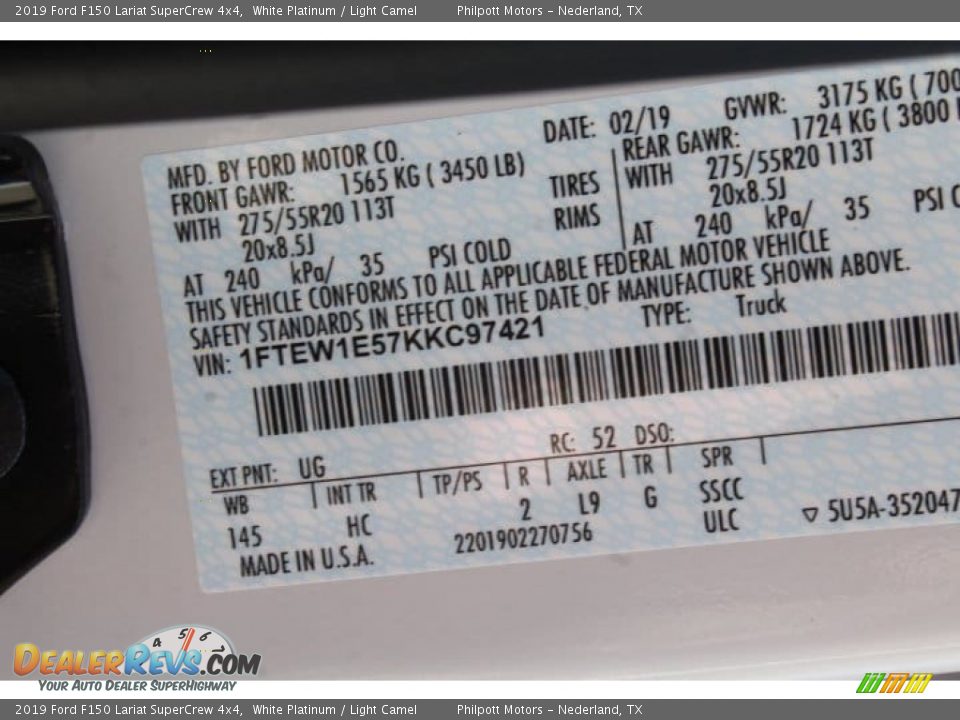 2019 Ford F150 Lariat SuperCrew 4x4, White Platinum / Light Camel Philpott Motors - Nederland, TX
MFD. BY FORD MOTOR CO. DATE: 02/19 GVWR: 3175 KG ( 700
FRONT GAWR: 1565 KG ( 3450 LB) REAR GAWR: 1724 KG ( 3800
WITH 275/55R20 113T TIRES WITH 275/55R20 113T
20x8.5J RIMS 20x8.5J
AT 240 kPa/ 35 PSI COLD AT 240 kPa/ 35 PSI C
THIS VEHICLE CONFORMS TO ALL APPLICABLE FEDERAL MOTOR VEHICLE
SAFETY STANDARDS IN EFFECT ON THE DATE OF MANUFACTURE SHOWN ABOVE.
VIN: 1FTEW1E57KKC97421 TYPE: Truck
EXT PNT: UG RC: 52 DSO:
WB INT TR TP/PS R AXLE TR SPR
145 HC 2 L9 G SSCC
MADE IN U.S.A. 2201902270756 ULC ▽ 5U5A-352047
4 5 6
DEALERREVS.COM
YOUR AUTO DEALER SUPERHIGHWAY
2019 Ford F150 Lariat SuperCrew 4x4, White Platinum / Light Camel Philpott Motors - Nederland, TX